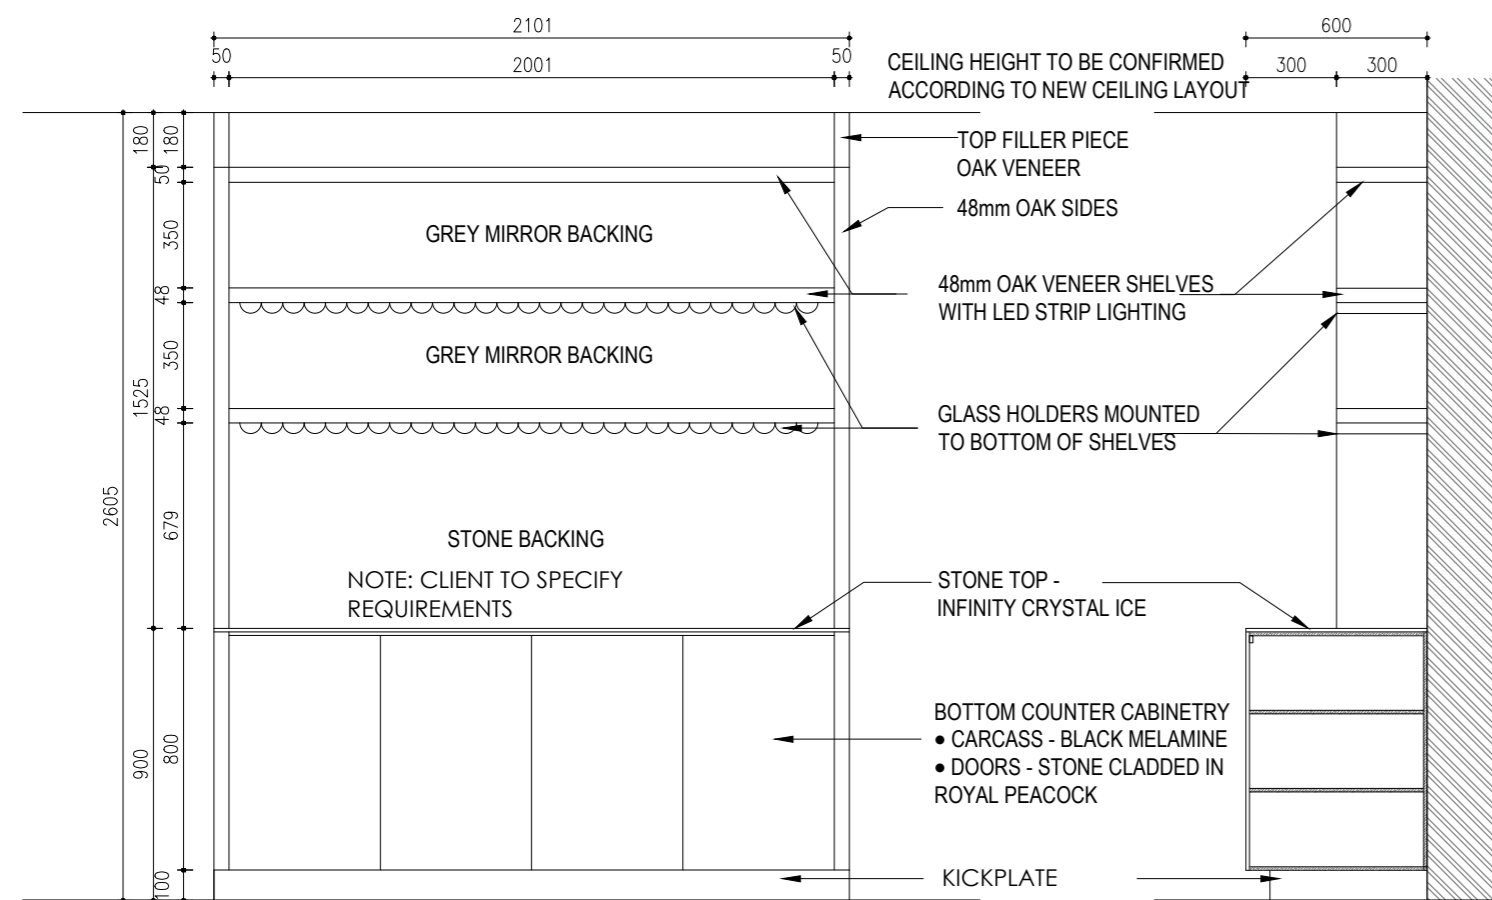 2101
600
50
50
2001
300
300
CEILING HEIGHT TO BE CONFIRMED
ACCORDING TO NEW CEILING LAYOUT
180
180
TOP FILLER PIECE
OAK VENEER
50
48mm OAK SIDES
350
GREY MIRROR BACKING
48
48mm OAK VENEER SHELVES
WITH LED STRIP LIGHTING
350
GREY MIRROR BACKING
1525
48
GLASS HOLDERS MOUNTED
TO BOTTOM OF SHELVES
2605
679
STONE BACKING
NOTE: CLIENT TO SPECIFY
REQUIREMENTS
STONE TOP -
INFINITY CRYSTAL ICE
900
800
BOTTOM COUNTER CABINETRY
● CARCASS - BLACK MELAMINE
● DOORS - STONE CLADDED IN
ROYAL PEACOCK
100
KICKPLATE